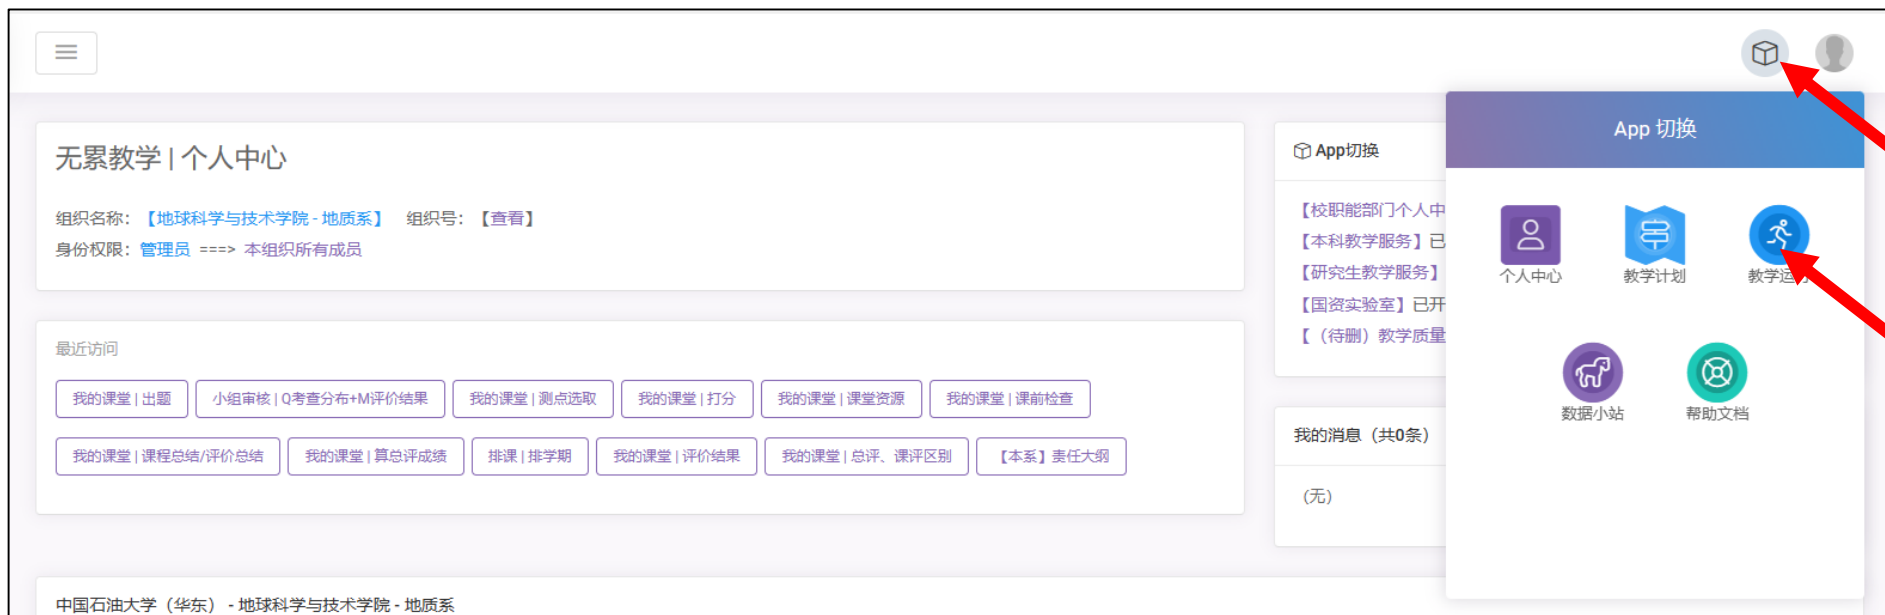 无累教学 | 个人中心
组织名称：【地球科学与技术学院 - 地质系】 组织号：【查看】
身份权限：管理员 ===> 本组织所有成员
最近访问
我的课堂 | 出题 小组审核 | Q考查分布+M评价结果 我的课堂 | 测点选取 我的课堂 | 打分 我的课堂 | 课堂资源 我的课堂 | 课前检查
我的课堂 | 课程总结/评价总结 我的课堂 | 算总评成绩 排课 | 排学期 我的课堂 | 评价结果 我的课堂 | 总评、课评区别 【本系】责任大纲
中国石油大学（华东） - 地球科学与技术学院 - 地质系
App切换
【校职能部门个人中
【本科教学服务】已
【研究生教学服务】
【国资实验室】已开
【（待删）教学质量
我的消息（共0条）
（无）
App 切换
个人中心 教学计划 教学运
数据小站 帮助文档